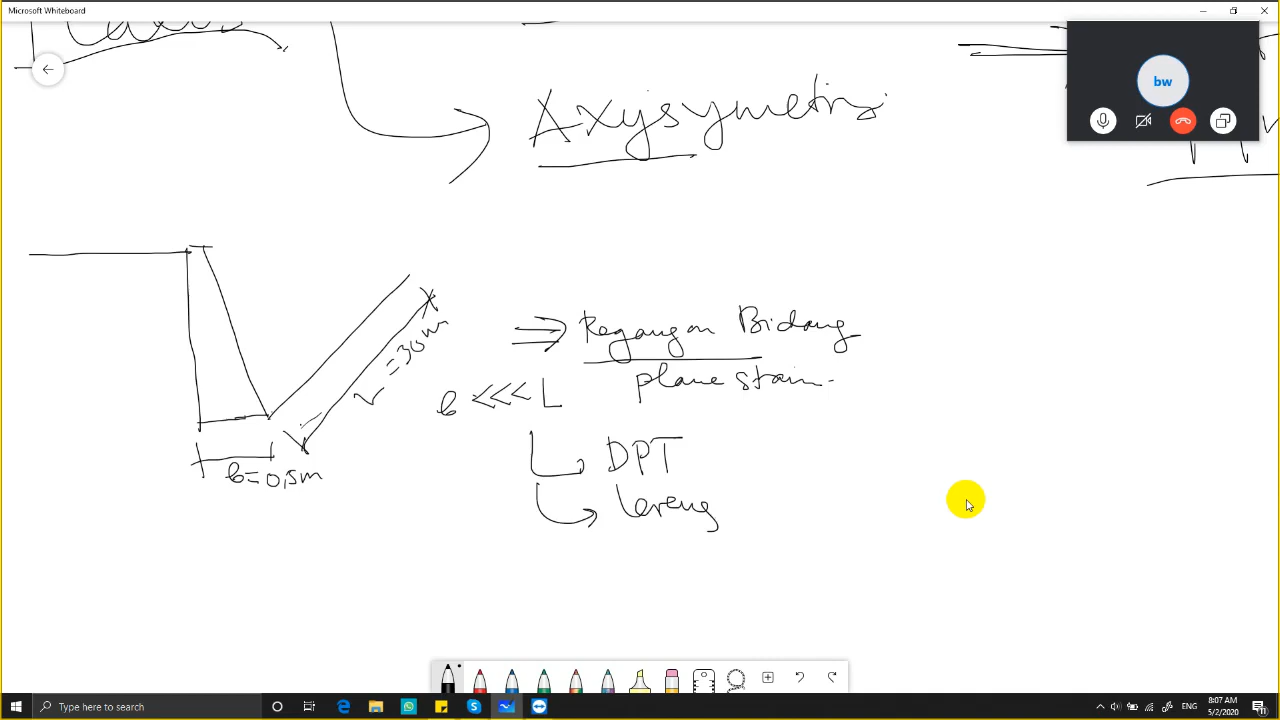 Microsoft Whiteboard
Axysymetris
bw
= 30 m
b = 0,5m
Regangan Bidang
plane strain
b <<< L
DPT
lereng
Type here to search
ENG
8:07 AM
5/2/2020